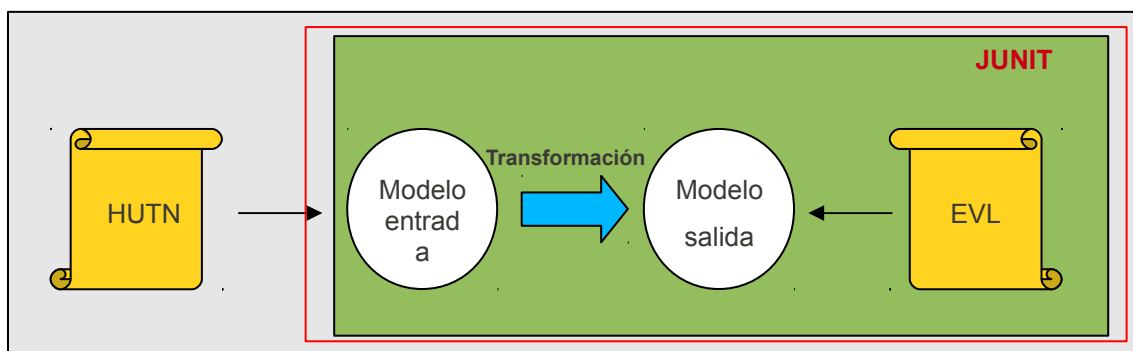 JUNIT
HUTN
Modelo
entrad
a
Transformación
Modelo
salida
EVL